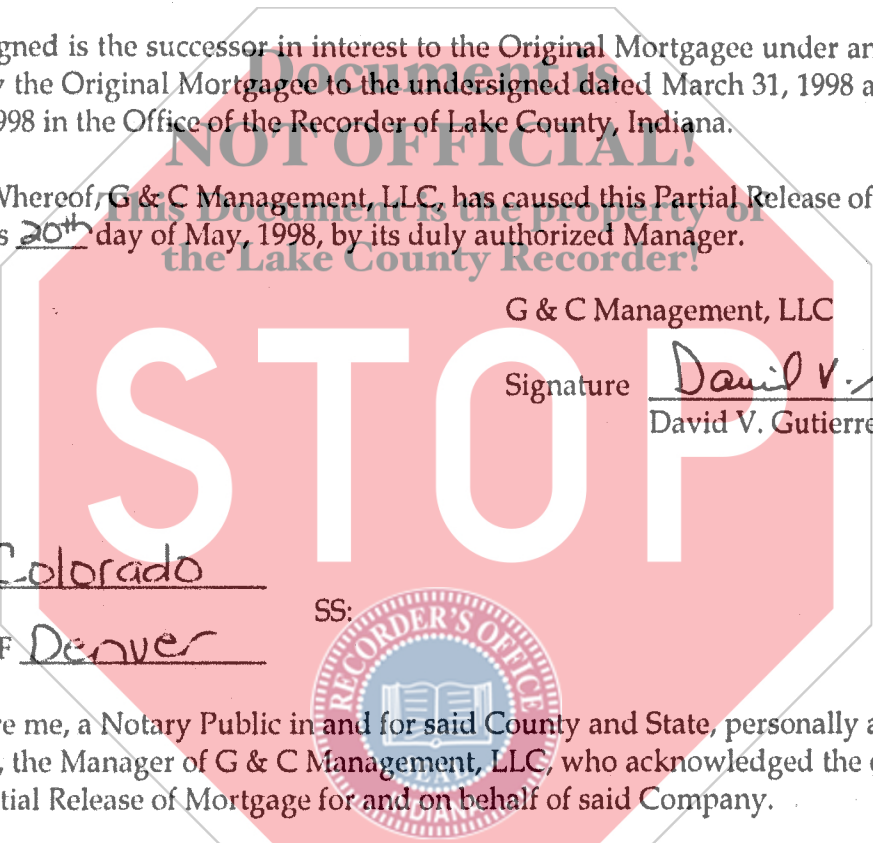 gned is the successor in interest to the Original Mortgagee under an
the Original Mortgagee to the undersigned dated March 31, 1998 a
998 in the Office of the Recorder of Lake County, Indiana.
Document is
NOT OFFICIAL!
This Document is the property of
the Lake County Recorder!
Whereof, G & C Management, LLC, has caused this Partial Release of
s 20th day of May, 1998, by its duly authorized Manager.
G & C Management, LLC
Signature David V.
David V. Gutierre
STOP
Colorado
SS:
F Denver
RECORDER'S OFFICE
SEAL
INDIANA
re me, a Notary Public in and for said County and State, personally a
, the Manager of G & C Management, LLC, who acknowledged the e
tial Release of Mortgage for and on behalf of said Company.